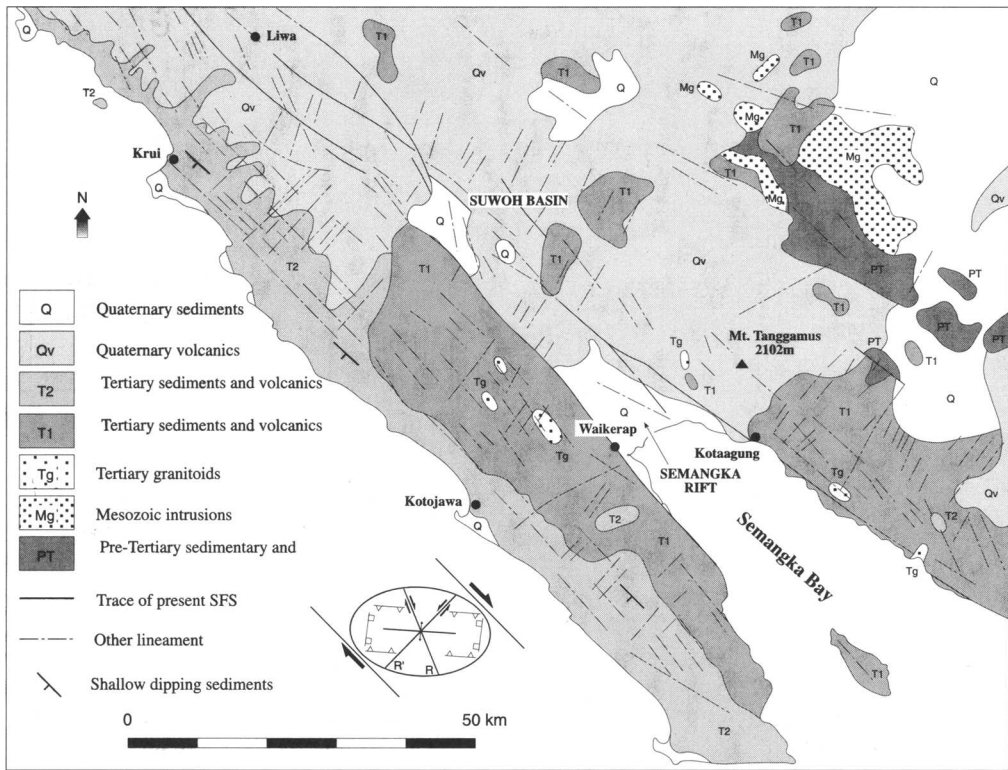 Q
Liwa
T1
T1
Qv
T1
Q
Mg
Mg
T1
Q
T2
Qv
Mg
T1
Mg
Krui
T1
Mg
N
Q
SUWOH BASIN
T1
Qv
Q
T2
T1
Q
T1
Qv
PT
PT
T1
PT
PT
Mt. Tanggamus
2102m
Tg
T1
PT
T1
Q
Quaternary sediments
Qv
Quaternary volcanics
T2
Tertiary sediments and volcanics
T1
Tertiary sediments and volcanics
Tg
Tertiary granitoids
Mg
Mesozoic intrusions
PT
Pre-Tertiary sedimentary and
Trace of present SFS
Other lineament
Shallow dipping sediments
Tg
Tg
Tg
Q
Waikerap
Kotaagung
SEMANGKA
RIFT
T1
Q
Tg
Qv
T2
Tg
Kotojawa
Q
T2
T1
Semangka Bay
T1
T2
R'
R
0
50 km